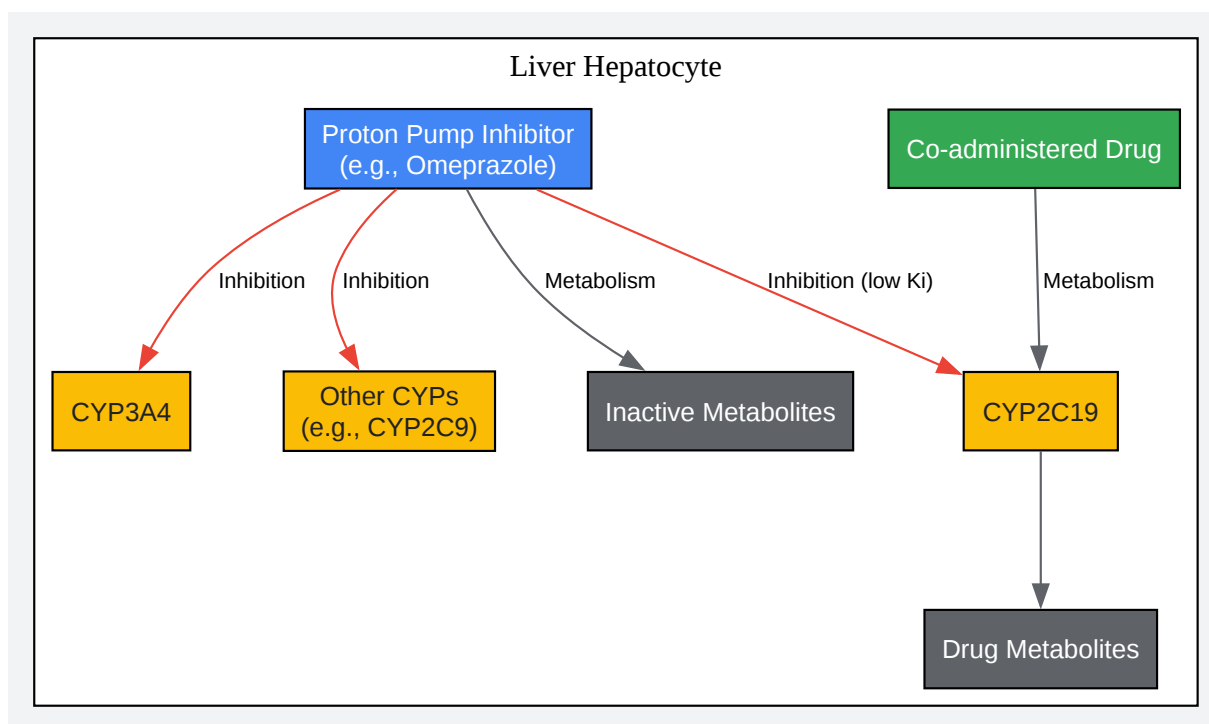 Liver Hepatocyte
Proton Pump Inhibitor
(e.g., Omeprazole)
Co-administered Drug
Inhibition
Inhibition
Metabolism
Inhibition (low Ki)
Metabolism
CYP3A4
Other CYPs
(e.g., CYP2C9)
Inactive Metabolites
CYP2C19
Drug Metabolites